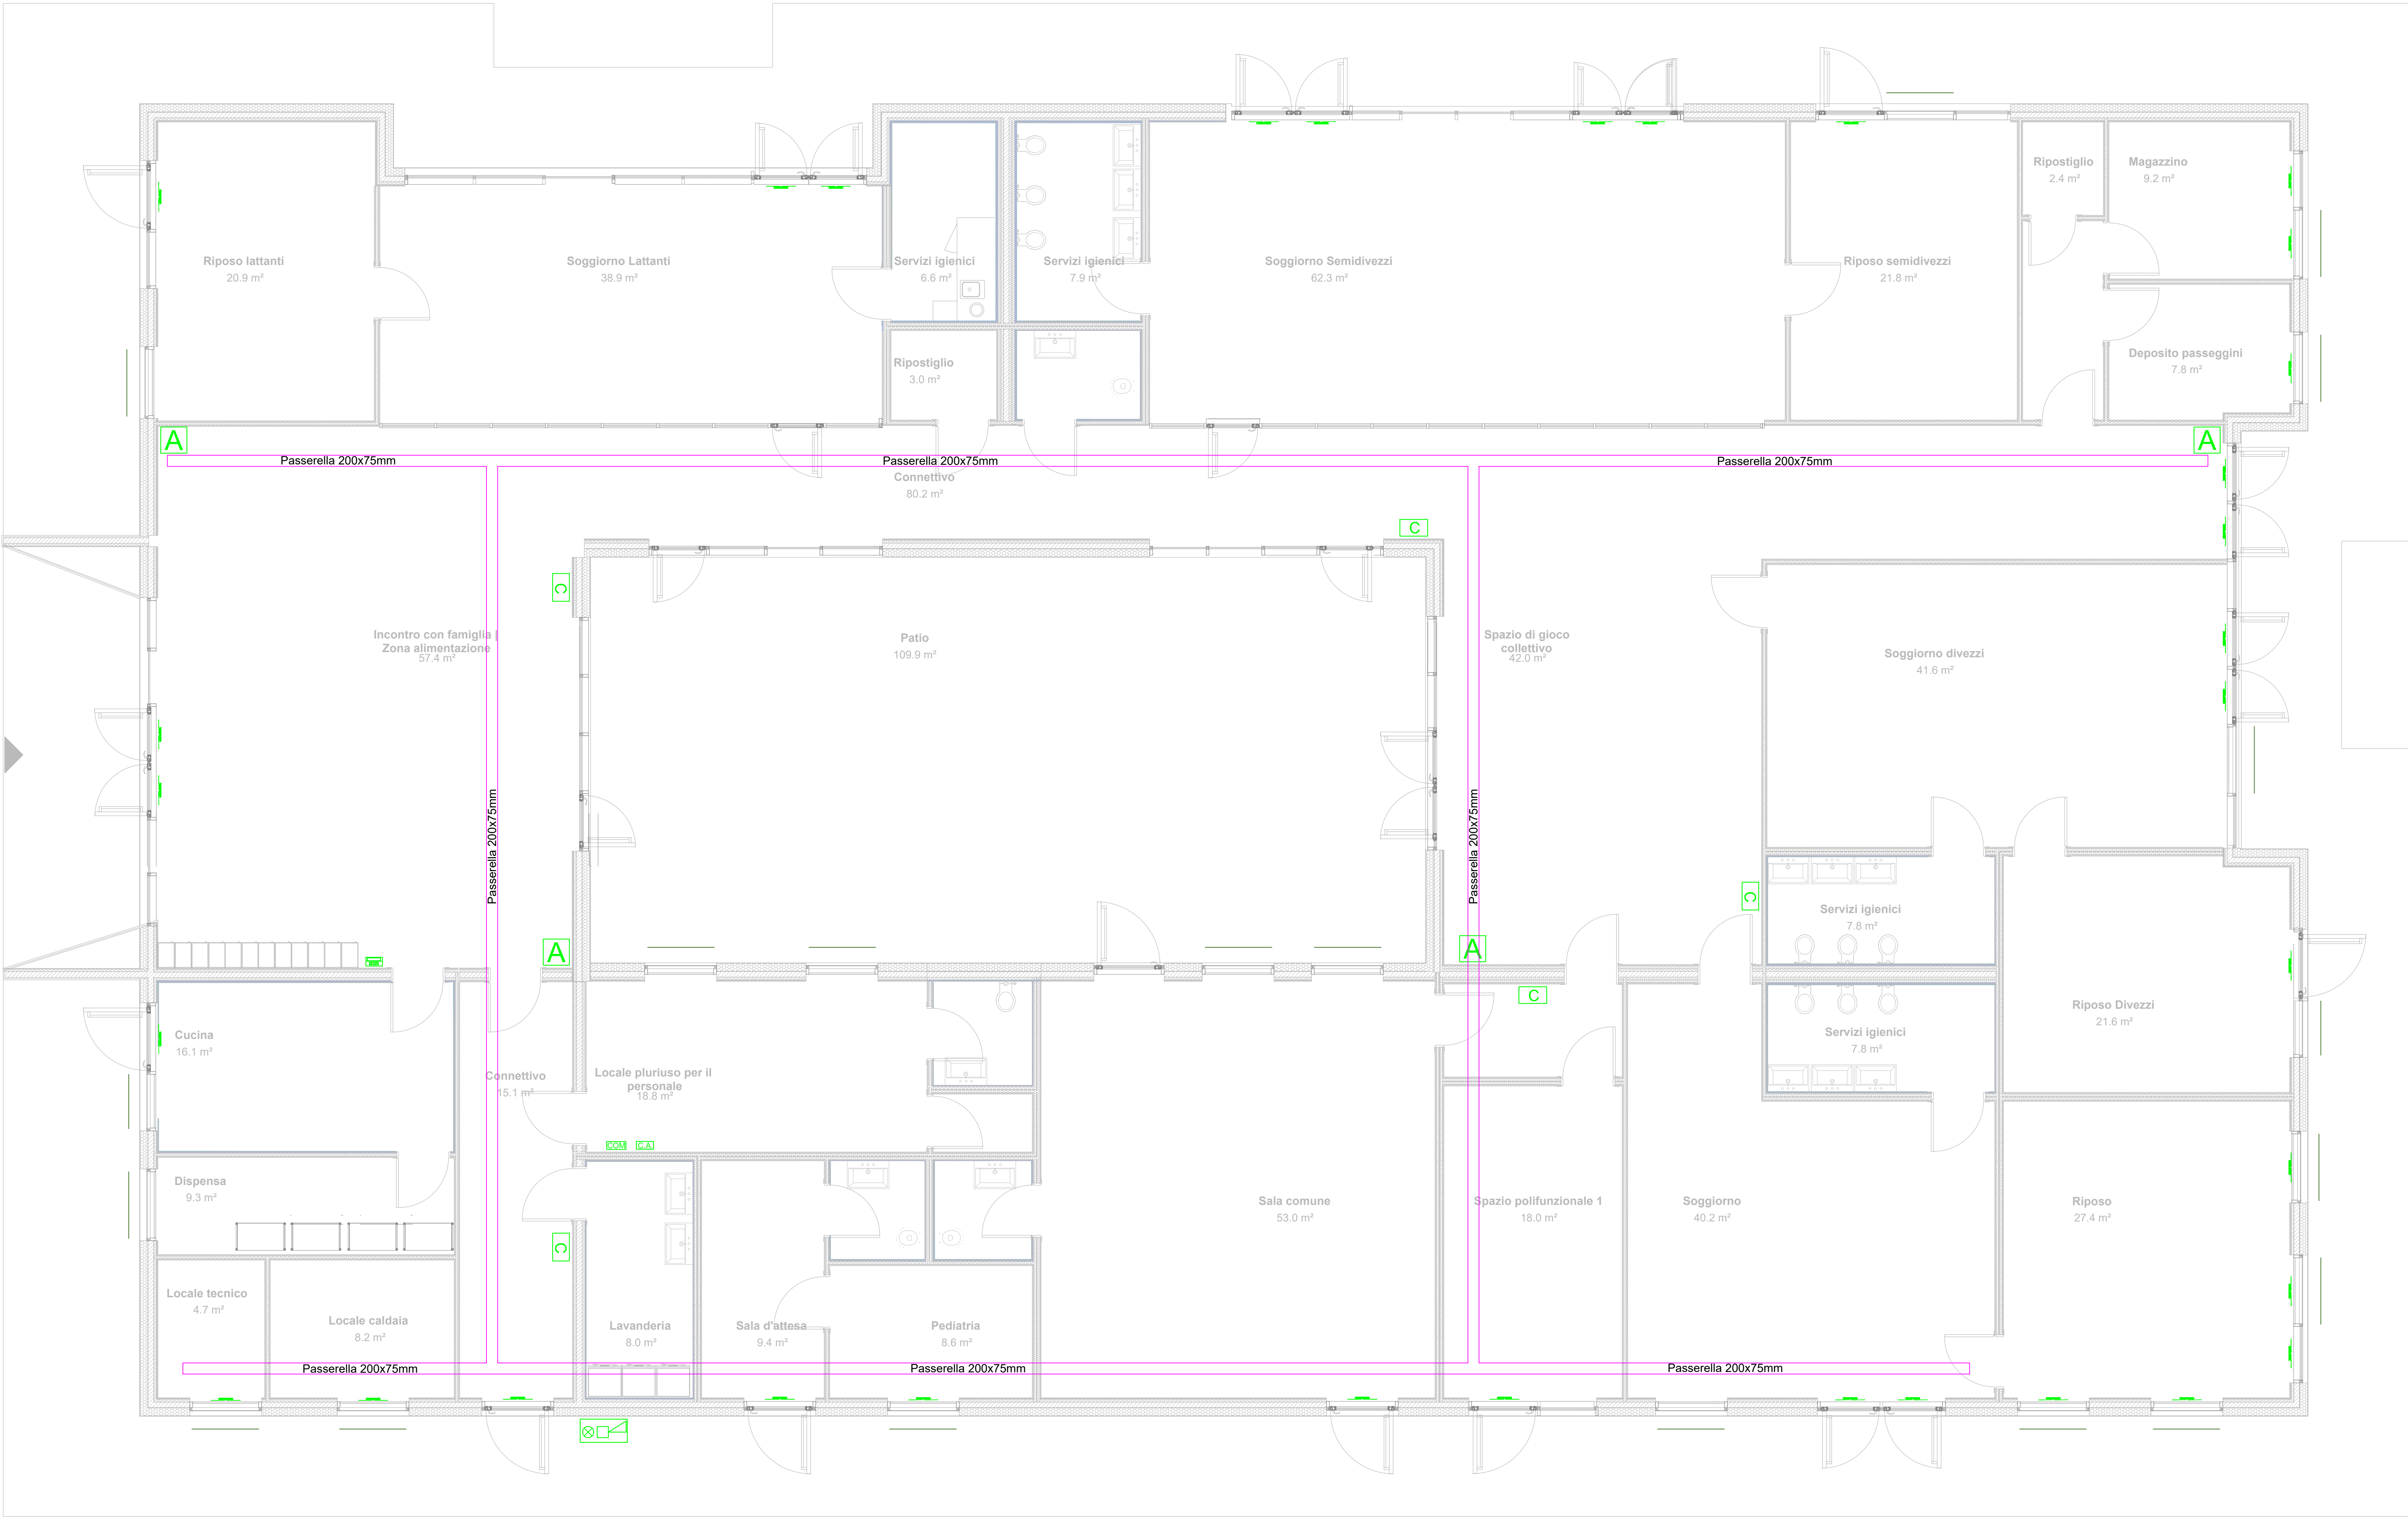 Ripostiglio
2.4 m²
Magazzino
9.2 m²
Riposo lattanti
20.9 m²
Soggiorno Lattanti
38.9 m²
Servizi igienici
6.6 m²
Servizi igienici
7.9 m²
Soggiorno Semidivezzi
62.3 m²
Riposo semidivezzi
21.8 m²
Ripostiglio
3.0 m²
Deposito passeggini
7.8 m²
A
A
Passerella 200x75mm
Passerella 200x75mm
Passerella 200x75mm
Connettivo
80.2 m²
C
C
Incontro con famiglia |
Zona alimentazione
57.4 m²
Patio
109.9 m²
Spazio di gioco
collettivo
42.0 m²
Soggiorno divezzi
41.6 m²
Passerella 200x75mm
Passerella 200x75mm
C
Servizi igienici
7.8 m²
A
A
C
Riposo Divezzi
21.6 m²
Cucina
16.1 m²
Servizi igienici
7.8 m²
Connettivo
15.1 m²
Locale pluriuso per il
personale
18.8 m²
COM
C.A.
Dispensa
9.3 m²
Sala comune
53.0 m²
Spazio polifunzionale 1
18.0 m²
Soggiorno
40.2 m²
Riposo
27.4 m²
C
Locale tecnico
4.7 m²
Locale caldaia
8.2 m²
Lavanderia
8.0 m²
Sala d'attesa
9.4 m²
Pediatria
8.6 m²
Passerella 200x75mm
Passerella 200x75mm
Passerella 200x75mm